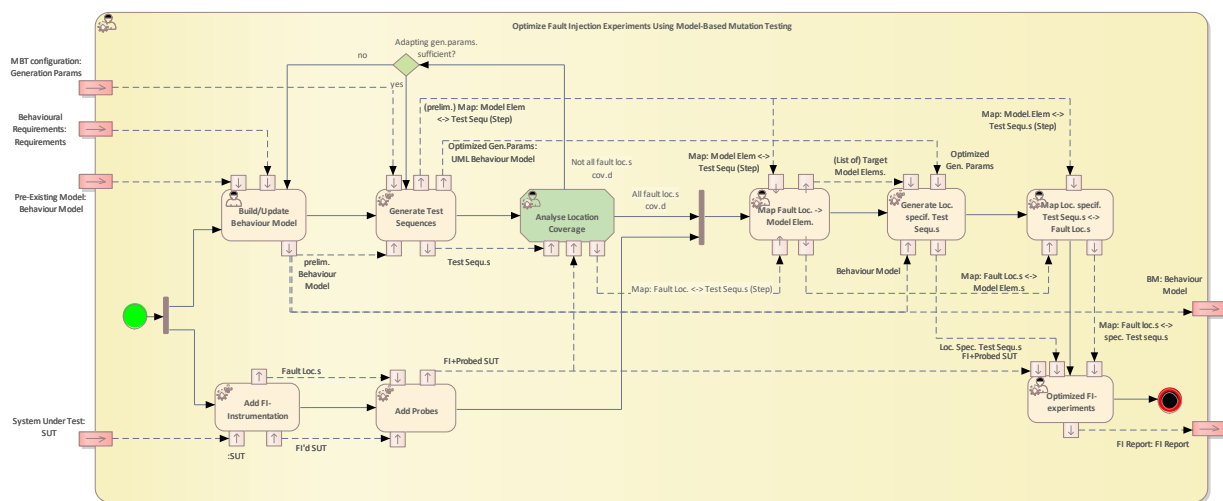 Optimize Fault Injection Experiments Using Model-Based Mutation Testing
MBT configuration:
Generation Params
Behavioural
Requirements:
Requirements
Pre-Existing Model:
Behaviour Model
System Under Test:
SUT
Adapting gen.params.
sufficient?
no
yes
(prelim.) Map: Model Elem
<-> Test Sequ (Step)
Optimized Gen.Params:
UML Behaviour Model
Not all fault loc.s
cov.d
All fault loc.s
cov.d
Map: Model Elem <->
Test Sequ (Step)
(List of) Target
Model Elems.
Optimized
Gen. Params
Map: Model.Elem <->
Test Sequ.s (Step)
Build/Update
Behaviour Model
Generate Test
Sequences
Analyse Location
Coverage
Map Fault Loc. ->
Model Elem.
Generate Loc.
specif. Test
Sequ.s
Map Loc. specif.
Test Sequ.s <->
Fault Loc.s
prelim.
Behaviour
Model
Test Sequ.s
Map: Fault Loc. <-> Test Sequ.s (Step)
Behaviour Model
Map: Fault Loc.s <->
Model Elem.s
BM: Behaviour
Model
Map: Fault loc.s <->
spec. Test sequ.s
Loc. Spec. Test Sequ.s
FI+Probed SUT
Fault Loc.s
FI+Probed SUT
Add FI-
Instrumentation
Add Probes
Optimized FI-
experiments
:SUT
FI'd SUT
FI Report: FI Report